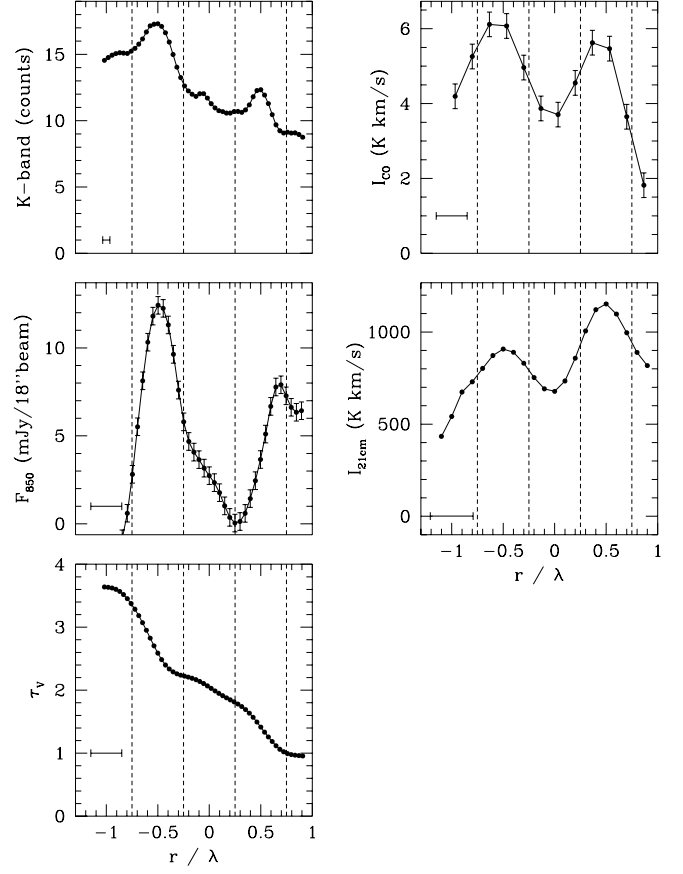 15
10
5
0
K-band (counts)
6
4
2
0
I_CO (K km/s)
10
5
0
F_850 (mJy/18''beam)
1000
500
0
I_21cm (K km/s)
-1 -0.5 0 0.5 1
r / λ
4
3
2
1
0
τ_V
-1 -0.5 0 0.5 1
r / λ